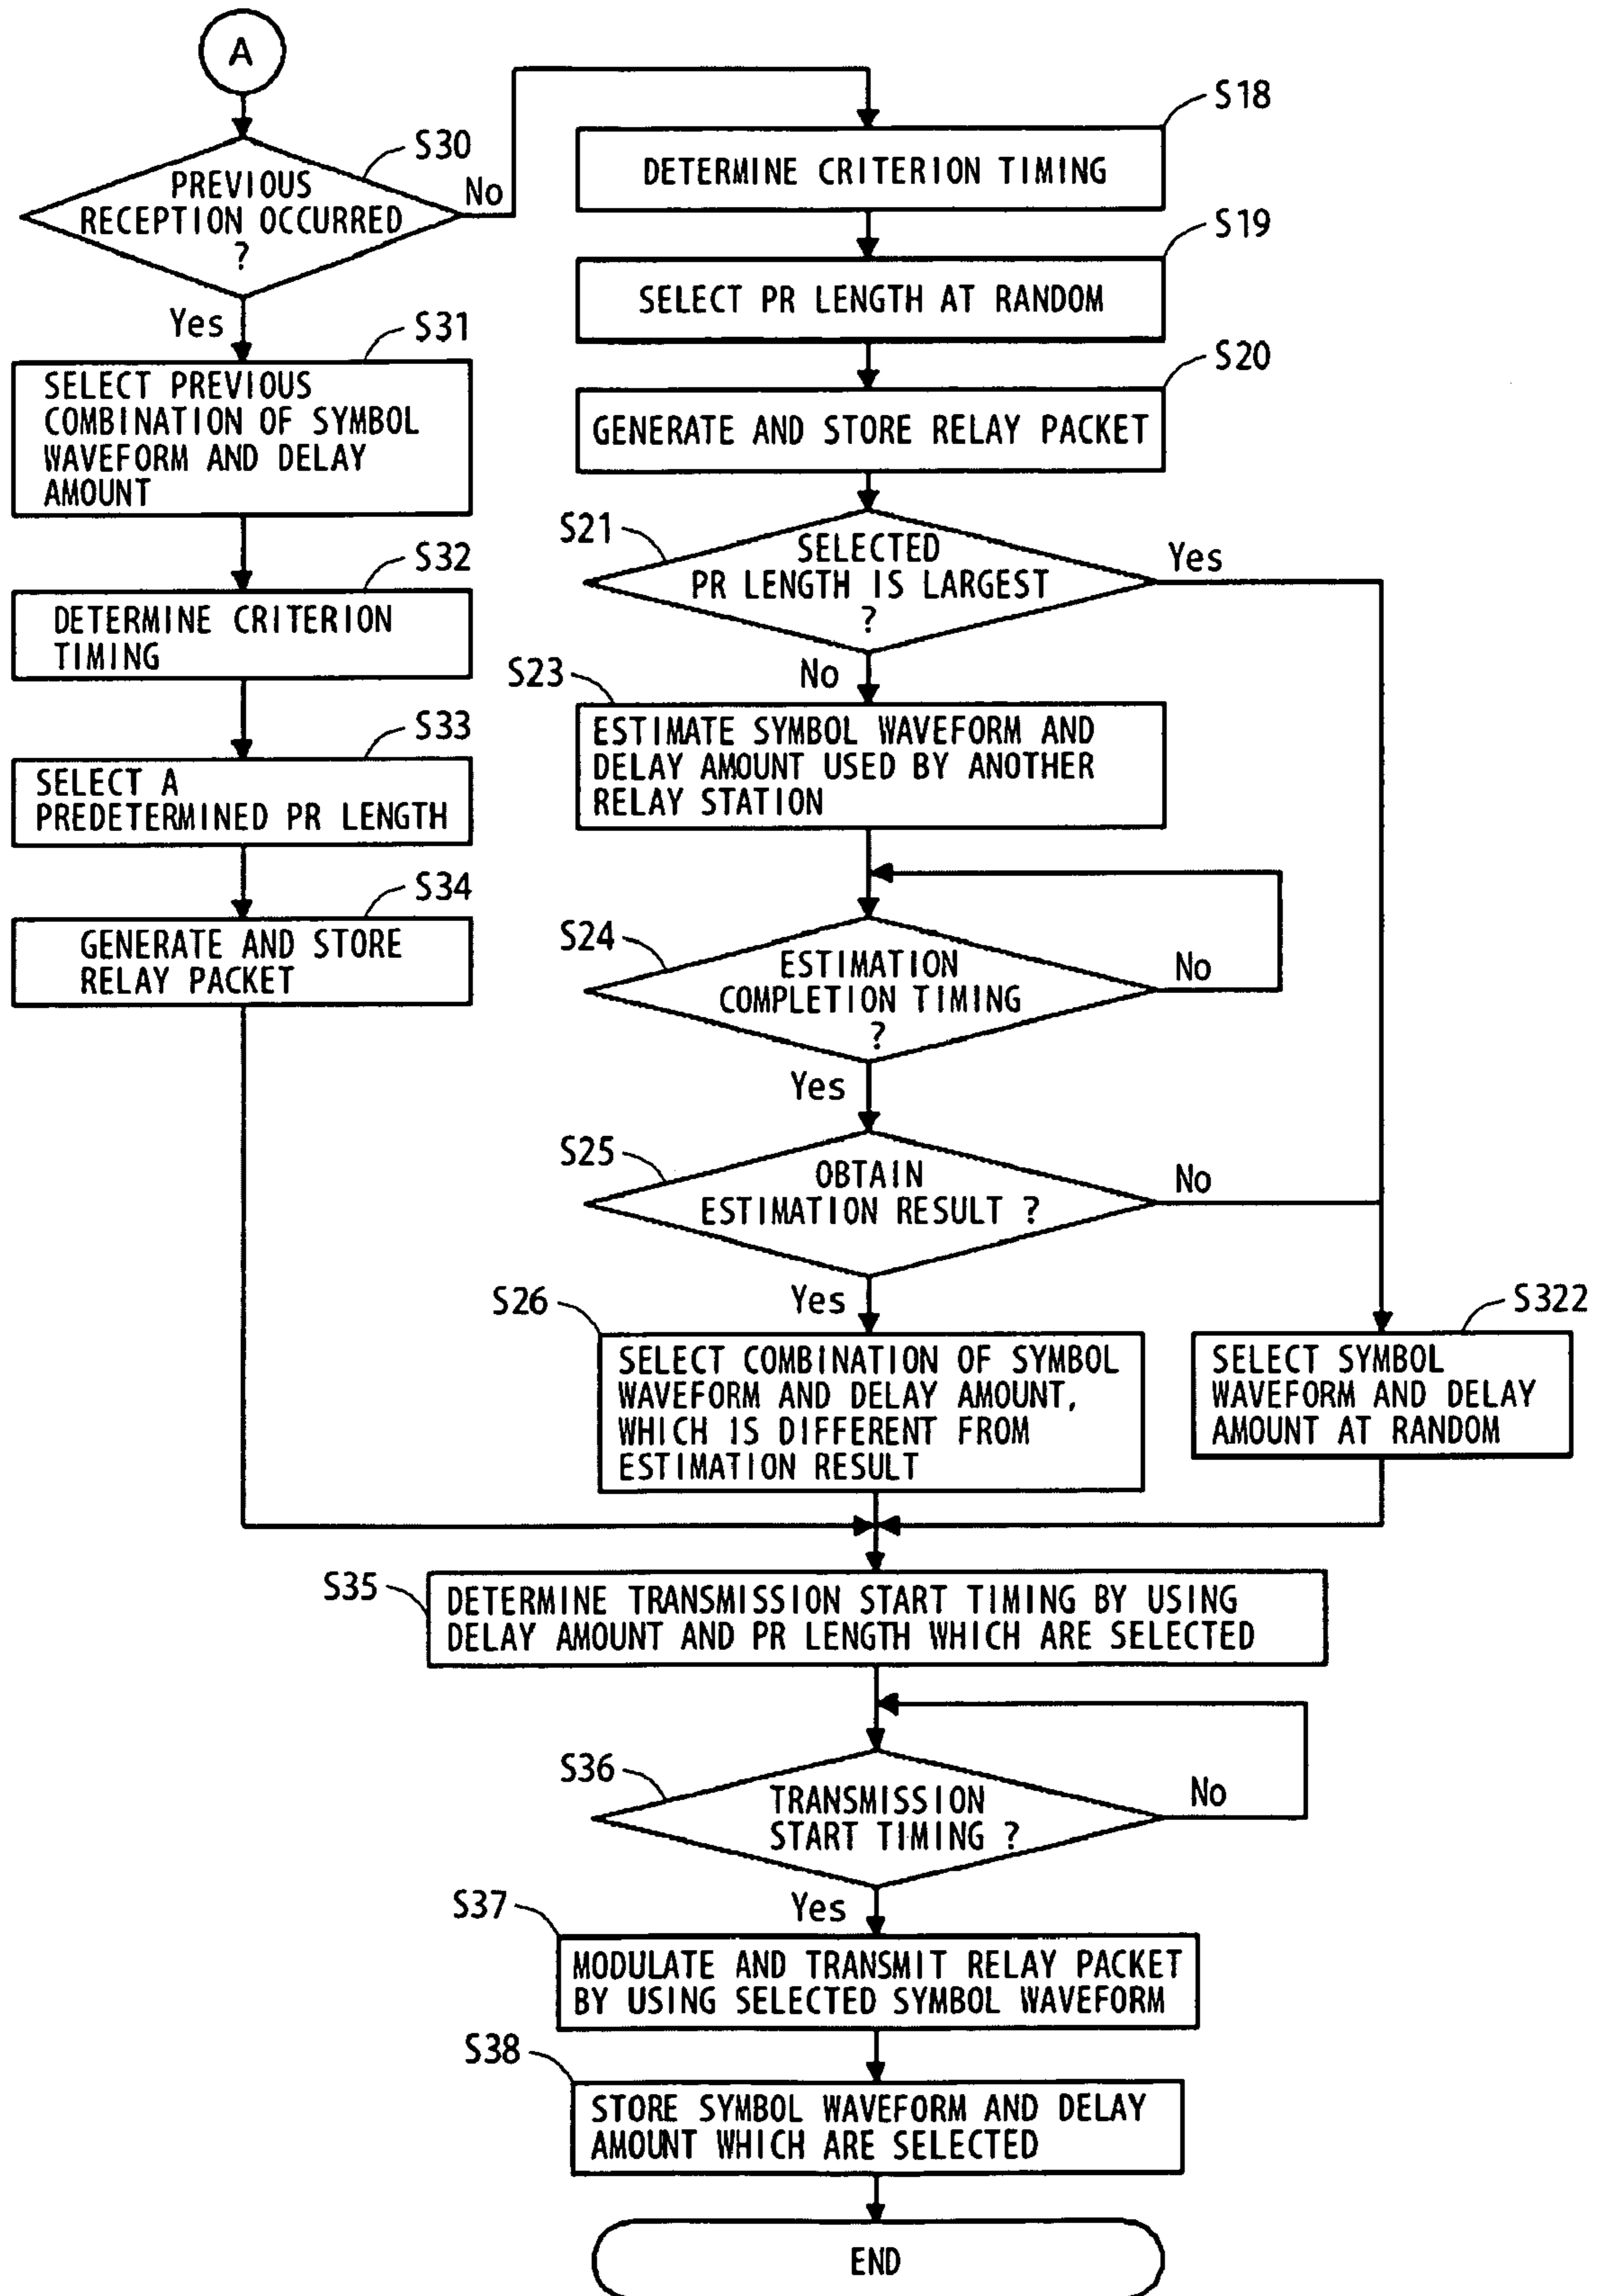 A
S30
PREVIOUS
RECEPTION OCCURRED
?
No
Yes
S31
SELECT PREVIOUS
COMBINATION OF SYMBOL
WAVEFORM AND DELAY
AMOUNT
S32
DETERMINE CRITERION
TIMING
S33
SELECT A
PREDETERMINED PR LENGTH
S34
GENERATE AND STORE
RELAY PACKET
S18
DETERMINE CRITERION TIMING
S19
SELECT PR LENGTH AT RANDOM
S20
GENERATE AND STORE RELAY PACKET
S21
SELECTED
PR LENGTH IS LARGEST
?
Yes
No
S23
ESTIMATE SYMBOL WAVEFORM AND
DELAY AMOUNT USED BY ANOTHER
RELAY STATION
S24
ESTIMATION
COMPLETION TIMING
?
No
Yes
S25
OBTAIN
ESTIMATION RESULT ?
No
Yes
S26
SELECT COMBINATION OF SYMBOL
WAVEFORM AND DELAY AMOUNT,
WHICH IS DIFFERENT FROM
ESTIMATION RESULT
S322
SELECT SYMBOL
WAVEFORM AND DELAY
AMOUNT AT RANDOM
S35
DETERMINE TRANSMISSION START TIMING BY USING
DELAY AMOUNT AND PR LENGTH WHICH ARE SELECTED
S36
TRANSMISSION
START TIMING ?
No
Yes
S37
MODULATE AND TRANSMIT RELAY PACKET
BY USING SELECTED SYMBOL WAVEFORM
S38
STORE SYMBOL WAVEFORM AND DELAY
AMOUNT WHICH ARE SELECTED
END